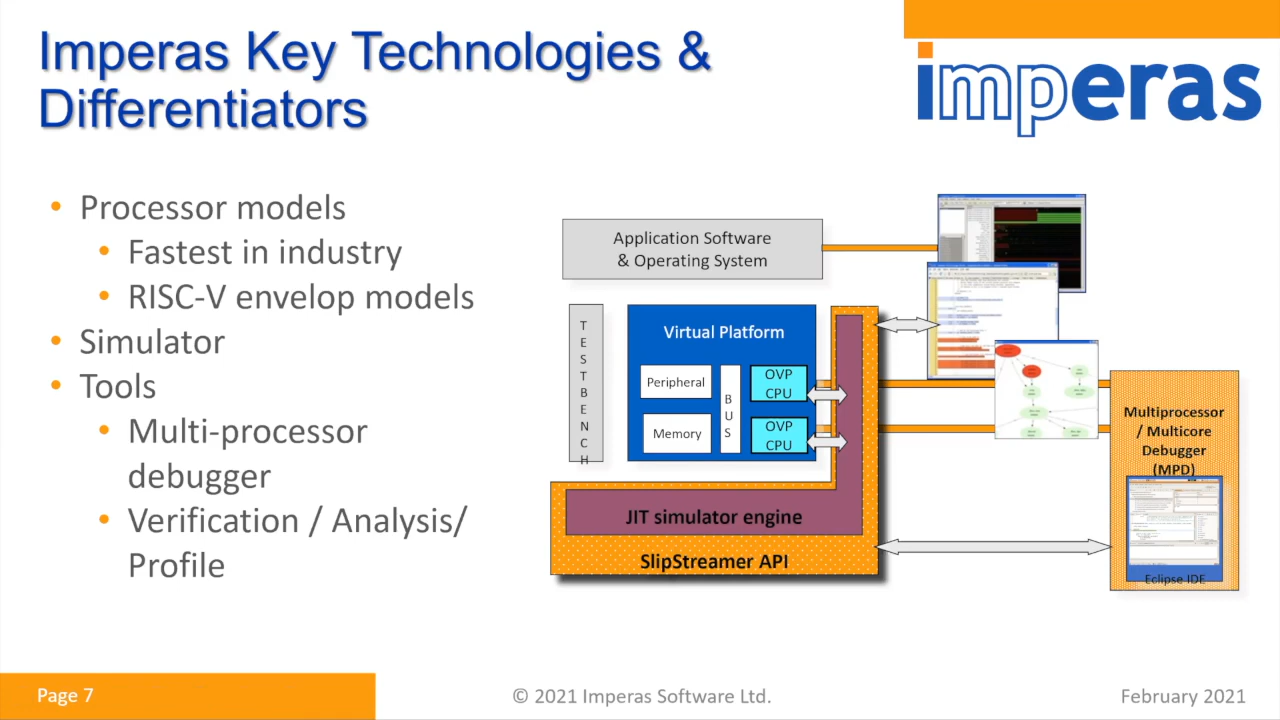 Imperas Key Technologies &
Differentiators
imperas
• Processor models
• Fastest in industry
• RISC-V envelop models
• Simulator
• Tools
• Multi-processor
debugger
• Verification / Analysis/
Profile
Application Software
& Operating System
TESTBENCH
Virtual Platform
Peripheral
Memory
BUS
OVP
CPU
OVP
CPU
JIT simulator engine
SlipStreamer API
Multiprocessor
/ Multicore
Debugger
(MPD)
Eclipse IDE
Page 7
© 2021 Imperas Software Ltd.
February 2021